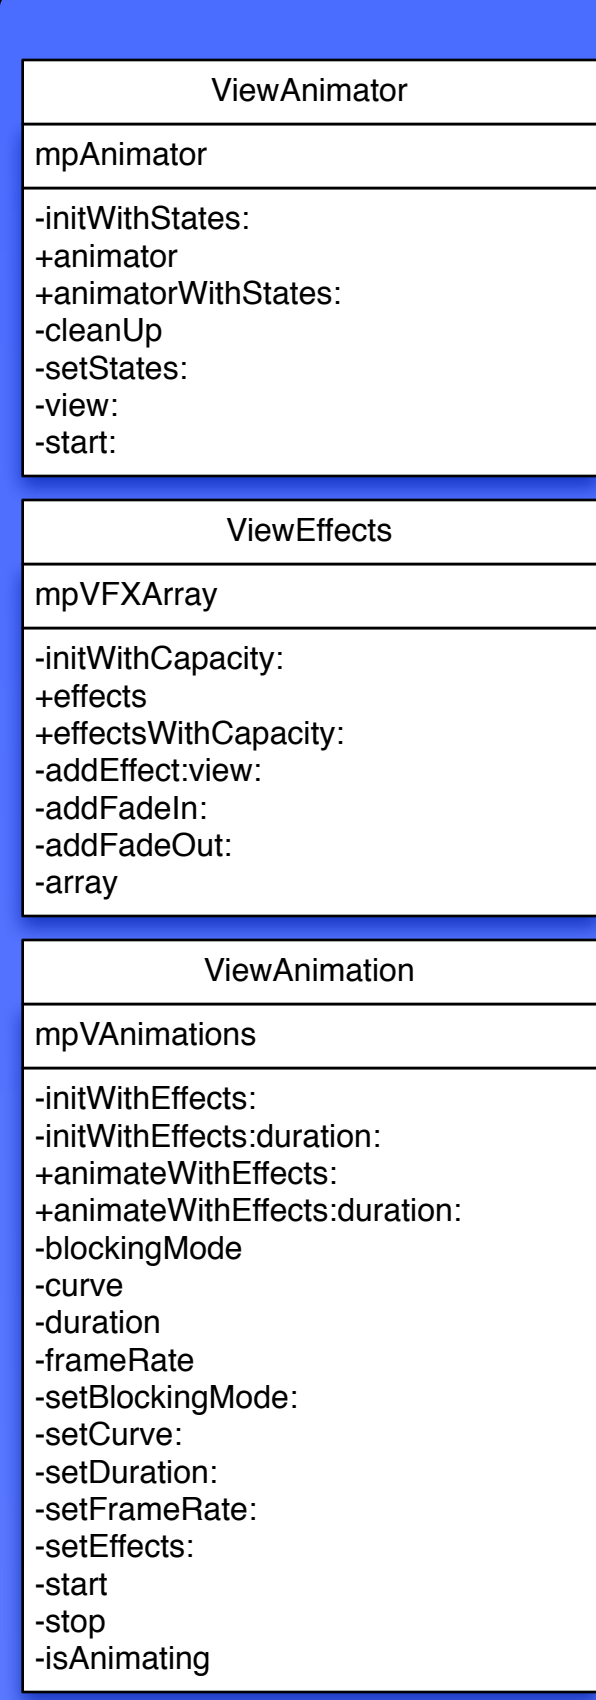 ViewAnimator
mpAnimator
-initWithStates:
+animator
+animatorWithStates:
-cleanUp
-setStates:
-view:
-start:
ViewEffects
mpVFXArray
-initWithCapacity:
+effects
+effectsWithCapacity:
-addEffect:view:
-addFadeIn:
-addFadeOut:
-array
ViewAnimation
mpVAnimations
-initWithEffects:
-initWithEffects:duration:
+animateWithEffects:
+animateWithEffects:duration:
-blockingMode
-curve
-duration
-frameRate
-setBlockingMode:
-setCurve:
-setDuration:
-setFrameRate:
-setEffects:
-start
-stop
-isAnimating